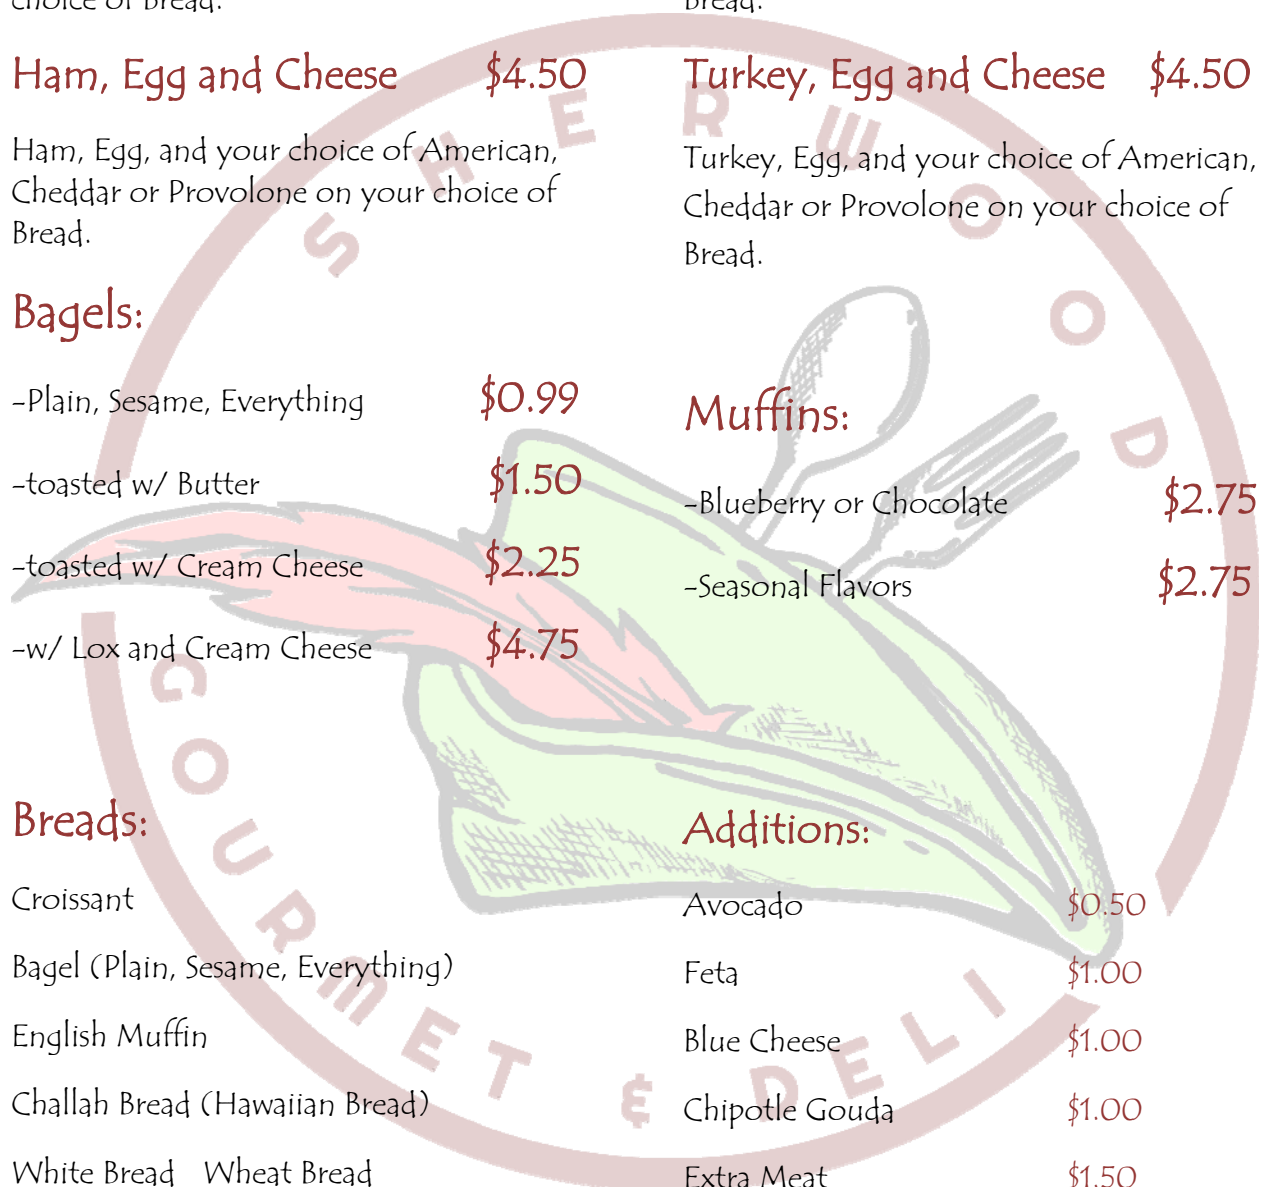 choice of Bread.
Ham, Egg and Cheese $4.50
Ham, Egg, and your choice of American,
Cheddar or Provolone on your choice of
Bread.
Bagels:
-Plain, Sesame, Everything $0.99
-toasted w/ Butter $1.50
-toasted w/ Cream Cheese $2.25
-w/ Lox and Cream Cheese $4.75
Breads:
Croissant
Bagel (Plain, Sesame, Everything)
English Muffin
Challah Bread (Hawaiian Bread)
White Bread Wheat Bread
Bread.
Turkey, Egg and Cheese $4.50
Turkey, Egg, and your choice of American,
Cheddar or Provolone on your choice of
Bread.
Muffins:
-Blueberry or Chocolate $2.75
-Seasonal Flavors $2.75
Additions:
Avocado $0.50
Feta $1.00
Blue Cheese $1.00
Chipotle Gouda $1.00
Extra Meat $1.50
SHERWOOD
GOURMET & DELI